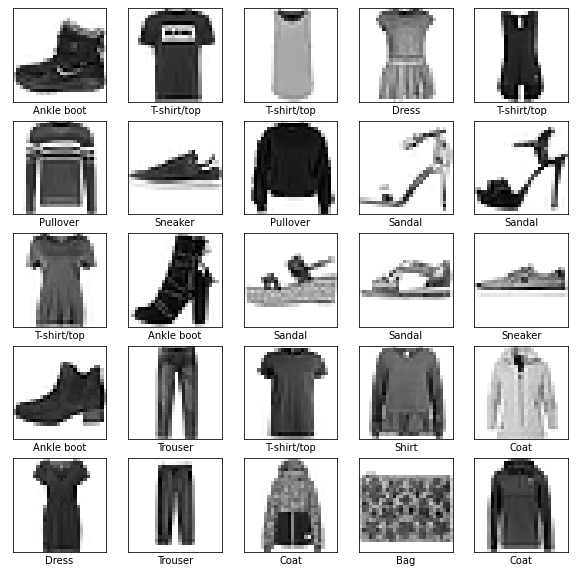 Ankle boot T-shirt/top T-shirt/top Dress T-shirt/top
Pullover Sneaker Pullover Sandal Sandal
T-shirt/top Ankle boot Sandal Sandal Sneaker
Ankle boot Trouser T-shirt/top Shirt Coat
Dress Trouser Coat Bag Coat